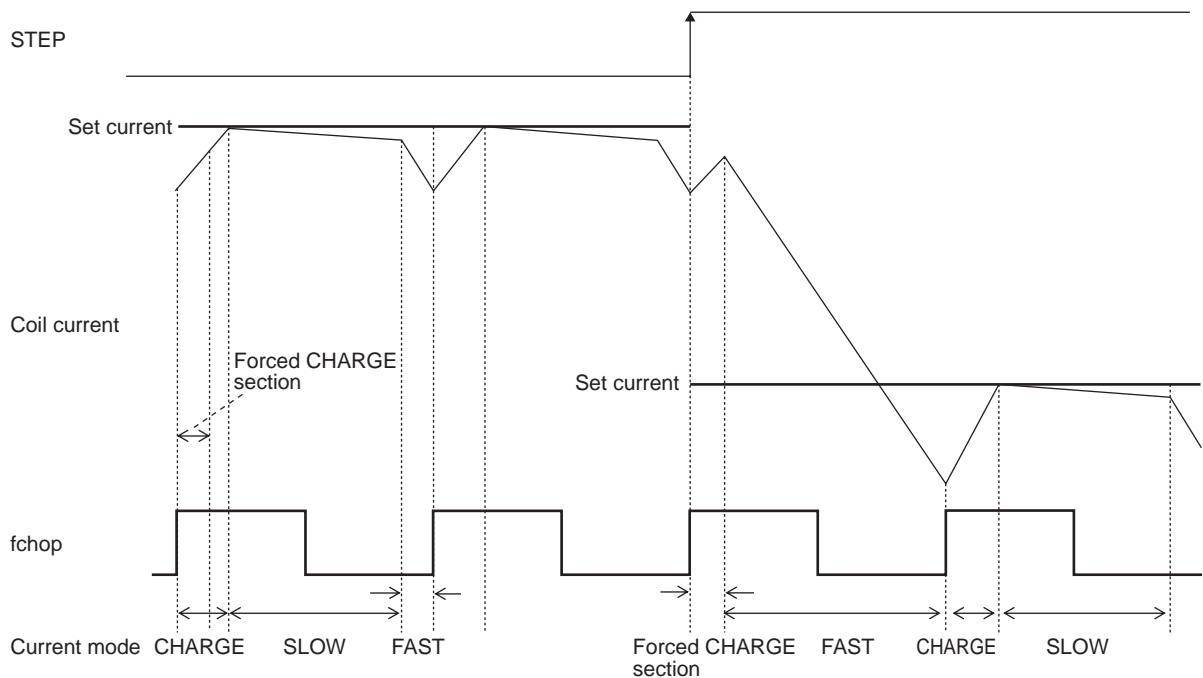 STEP
Set current
Coil current
Forced CHARGE
section
Set current
fchop
Current mode CHARGE SLOW FAST Forced CHARGE FAST CHARGE SLOW
section